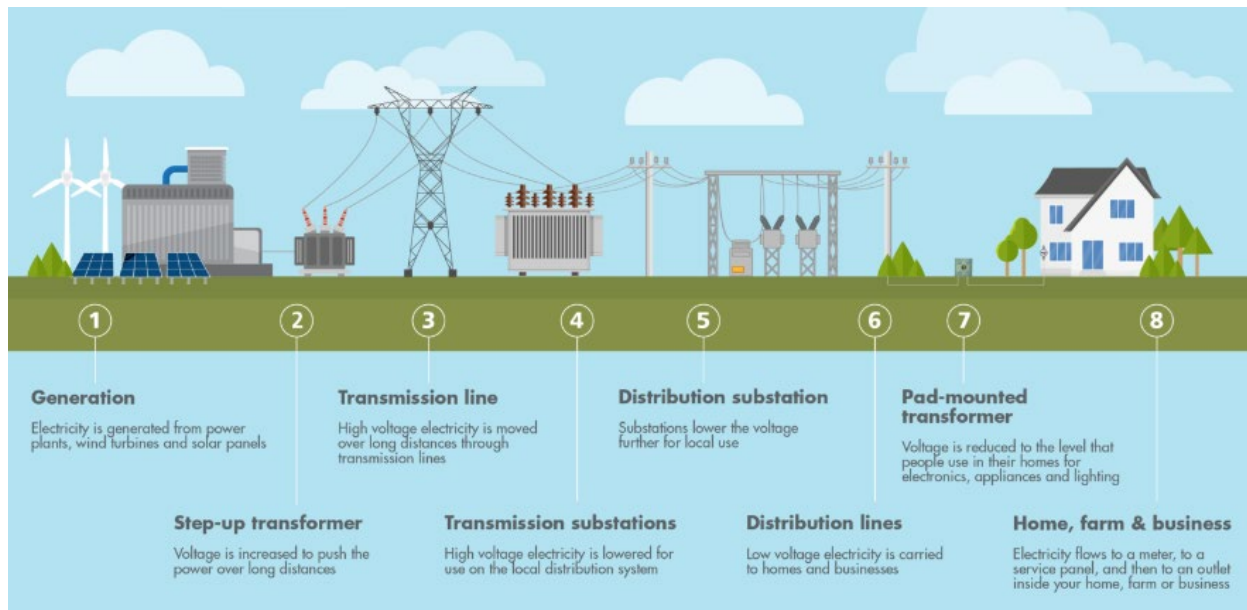 1
2
3
4
5
6
7
8
Generation
Electricity is generated from power
plants, wind turbines and solar panels
Step-up transformer
Voltage is increased to push the
power over long distances
Transmission line
High voltage electricity is moved
over long distances through
transmission lines
Transmission substations
High voltage electricity is lowered for
use on the local distribution system
Distribution substation
Substations lower the voltage
further for local use
Distribution lines
Low voltage electricity is carried
to homes and businesses
Pad-mounted
transformer
Voltage is reduced to the level that
people use in their homes for
electronics, appliances and lighting
Home, farm & business
Electricity flows to a meter, to a
service panel, and then to an outlet
inside your home, farm or business